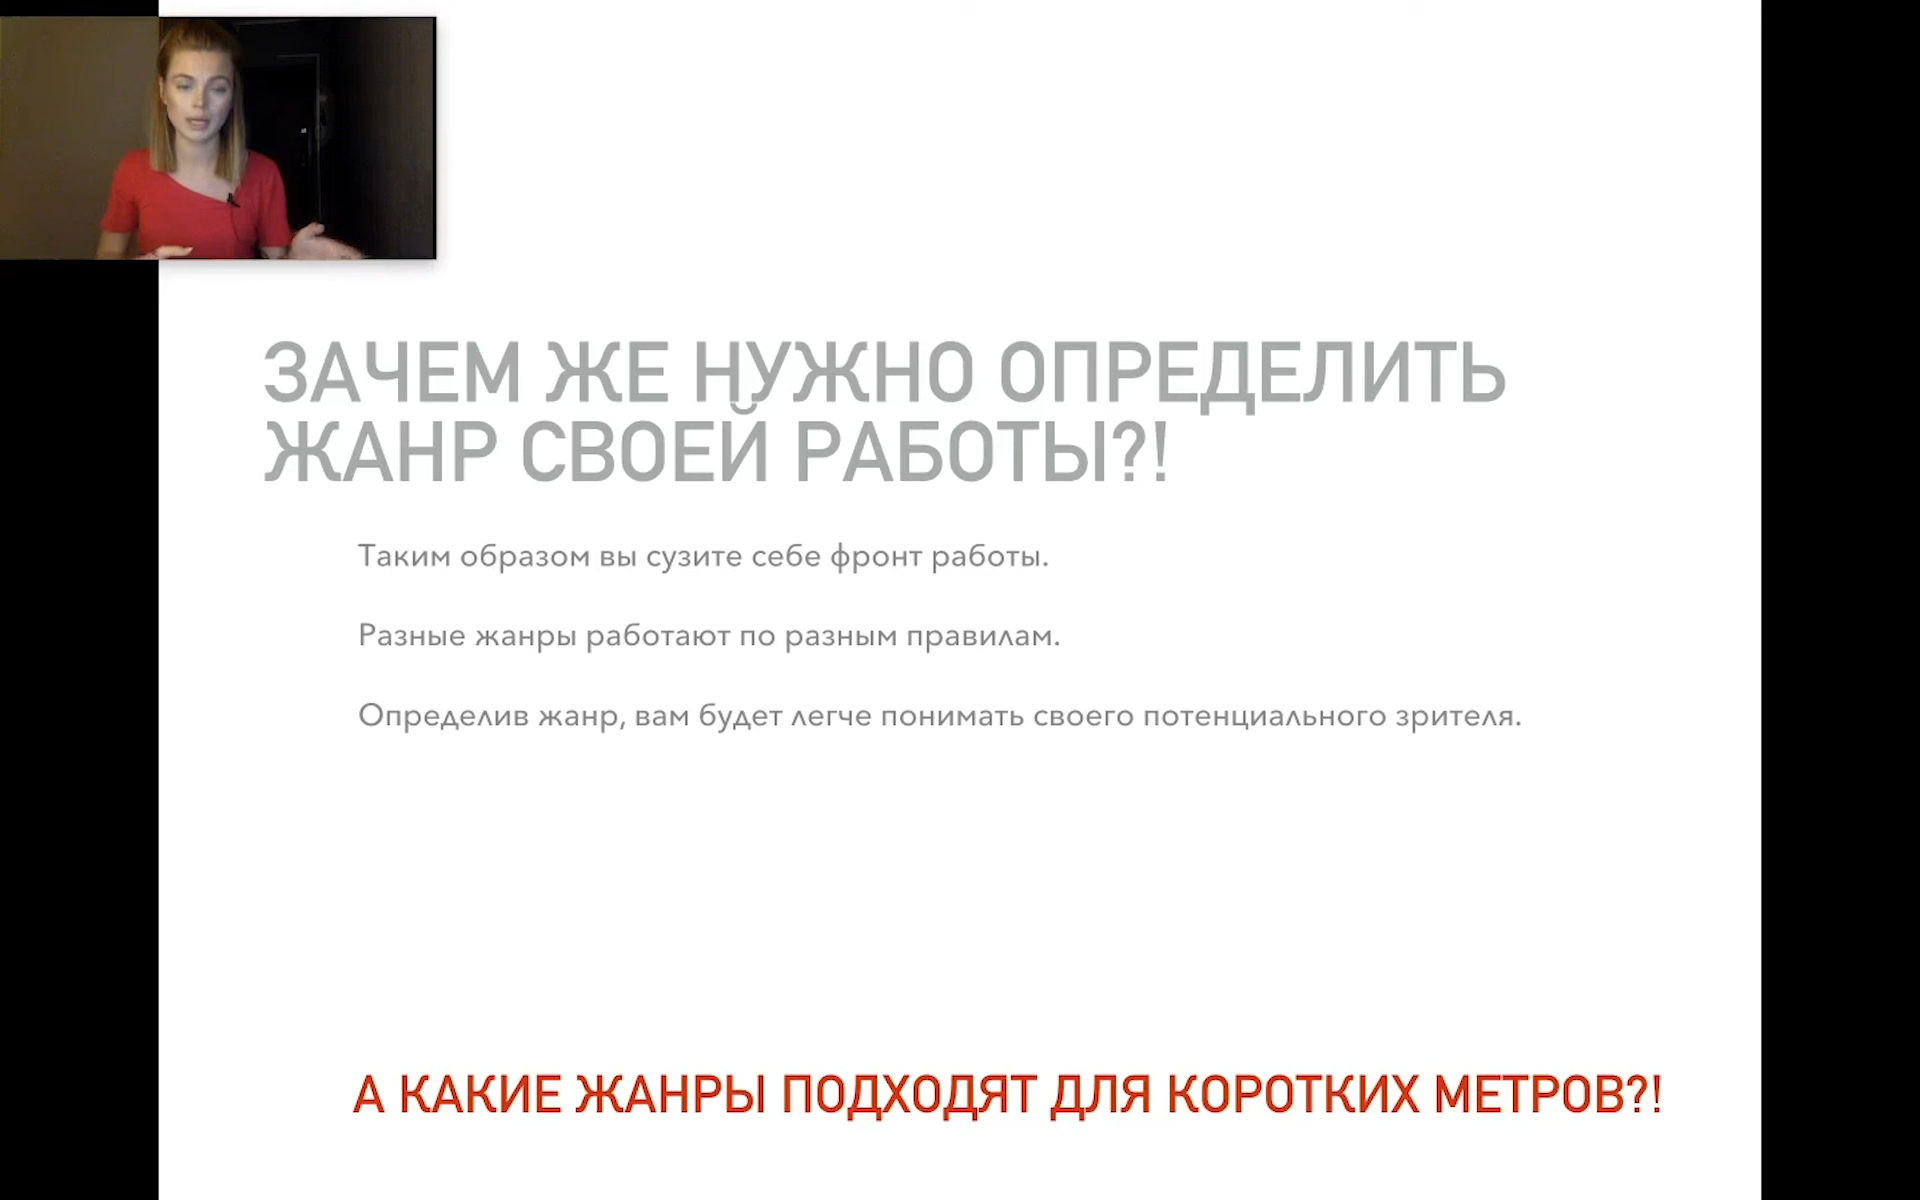 ЗАЧЕМ ЖЕ НУЖНО ОПРЕДЕЛИТЬ
ЖАНР СВОЕЙ РАБОТЫ?!
Таким образом вы сузите себе фронт работы.
Разные жанры работают по разным правилам.
Определив жанр, вам будет легче понимать своего потенциального зрителя.
А КАКИЕ ЖАНРЫ ПОДХОДЯТ ДЛЯ КОРОТКИХ МЕТРОВ?!